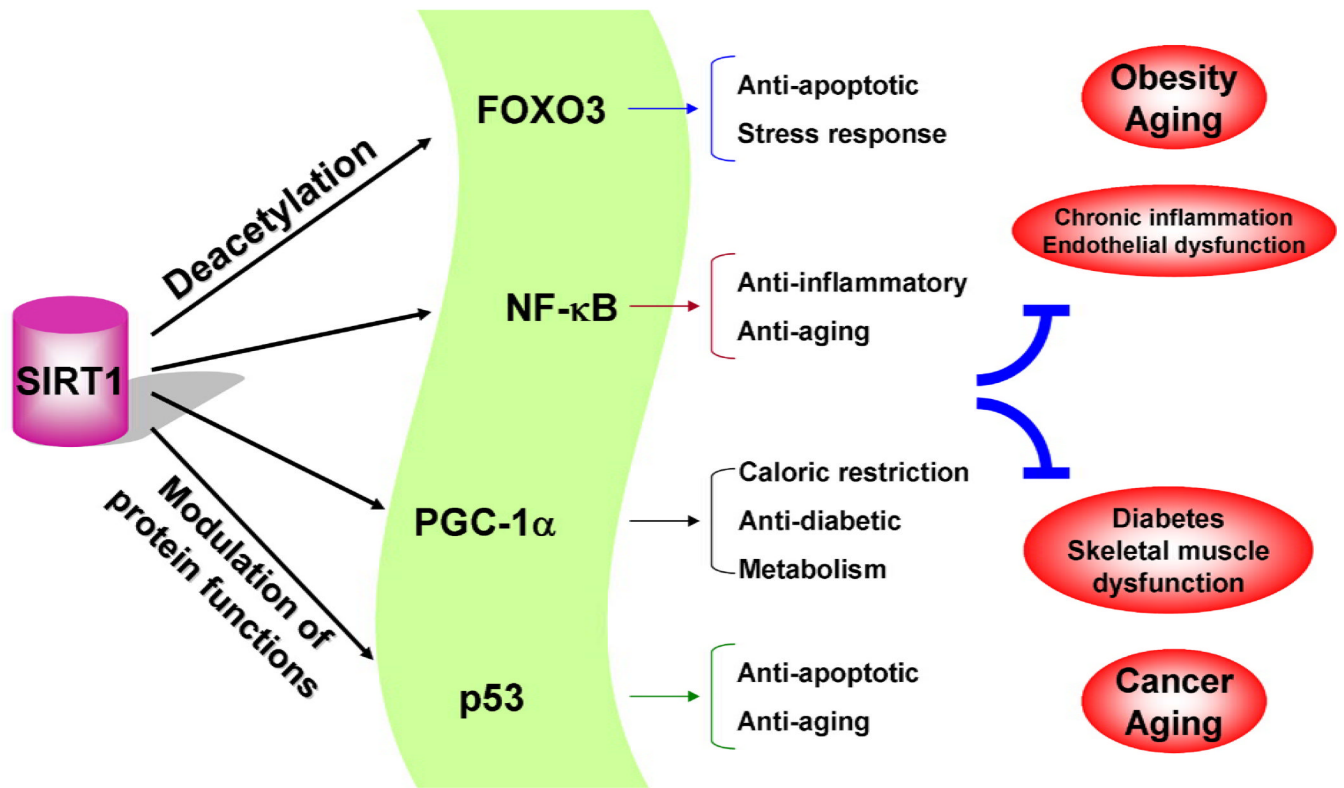 SIRT1
Deacetylation
Modulation of
protein functions
FOXO3
NF-κB
PGC-1α
p53
Anti-apoptotic
Stress response
Anti-inflammatory
Anti-aging
Caloric restriction
Anti-diabetic
Metabolism
Anti-apoptotic
Anti-aging
Obesity
Aging
Chronic inflammation
Endothelial dysfunction
Diabetes
Skeletal muscle
dysfunction
Cancer
Aging